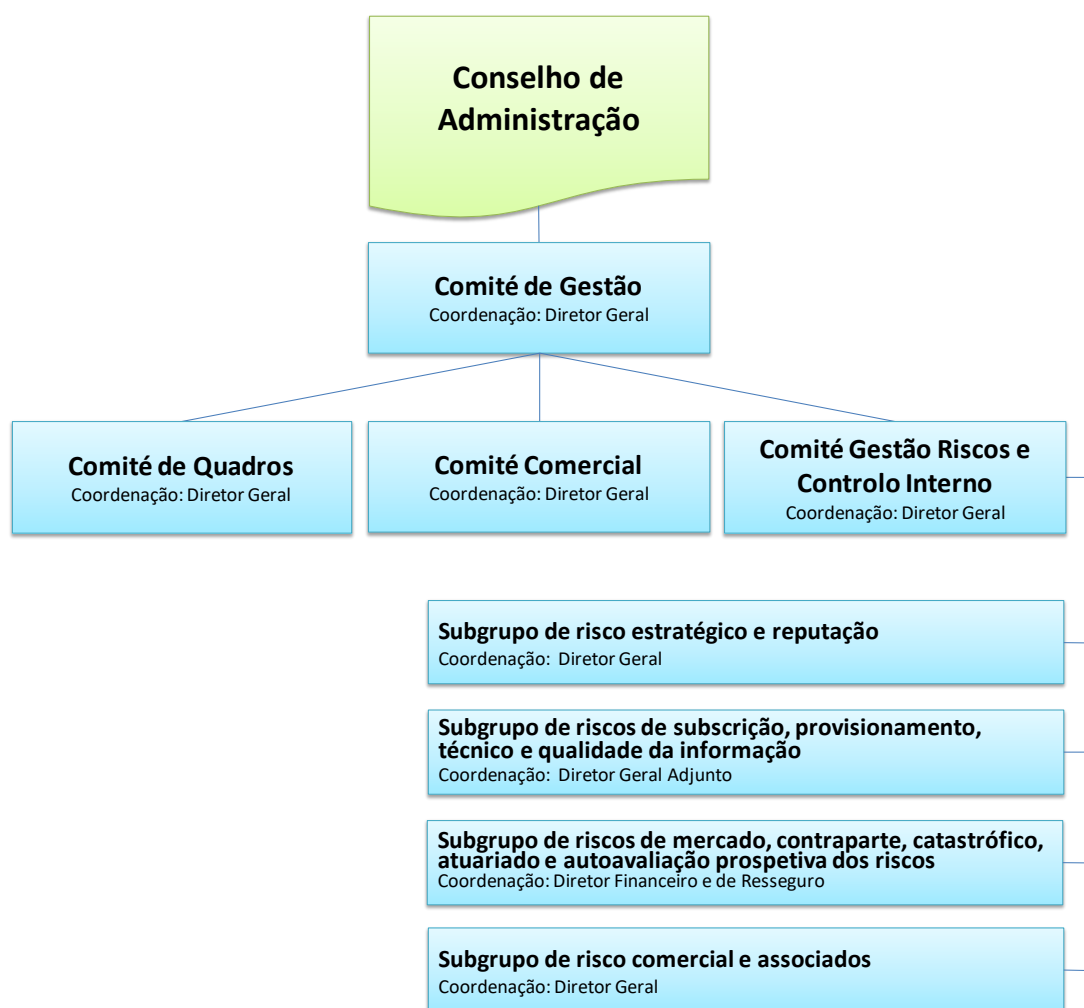 Conselho de
Administração
Comité de Gestão
Coordenação: Diretor Geral
Comité de Quadros
Coordenação: Diretor Geral
Comité Comercial
Coordenação: Diretor Geral
Comité Gestão Riscos e
Controlo Interno
Coordenação: Diretor Geral
Subgrupo de risco estratégico e reputação
Coordenação: Diretor Geral
Subgrupo de riscos de subscrição, provisionamento,
técnico e qualidade da informação
Coordenação: Diretor Geral Adjunto
Subgrupo de riscos de mercado, contraparte, catastrófico,
atuariado e autoavaliação prospetiva dos riscos
Coordenação: Diretor Financeiro e de Resseguro
Subgrupo de risco comercial e associados
Coordenação: Diretor Geral